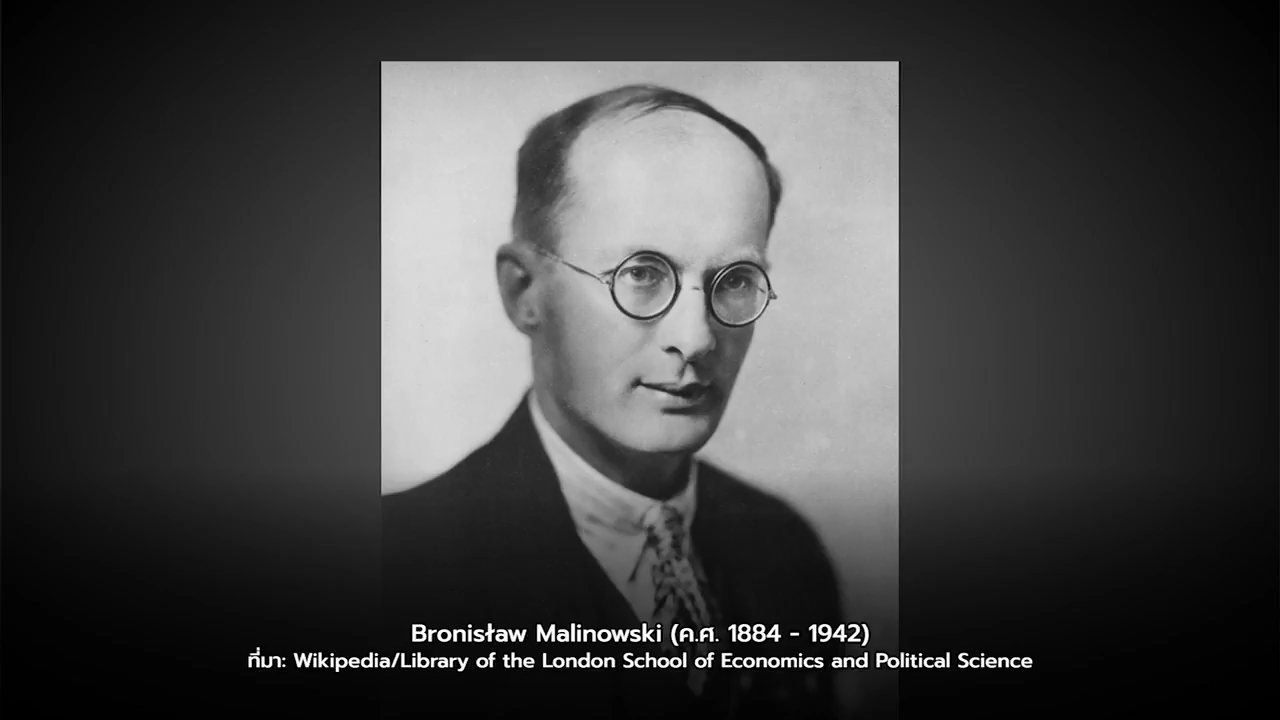 Bronisław Malinowski (ค.ศ. 1884 - 1942)
ที่มา: Wikipedia/Library of the London School of Economics and Political Science